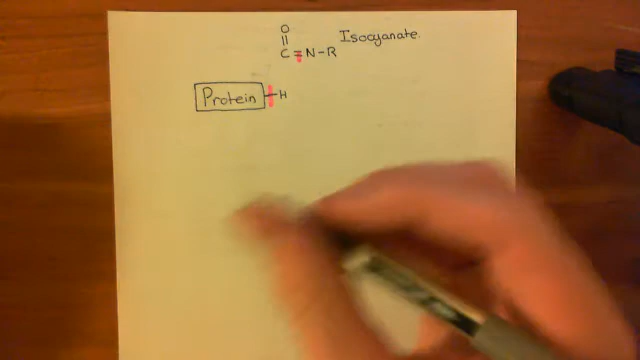 O Isocyanate.
||
C=N-R
Protein-H